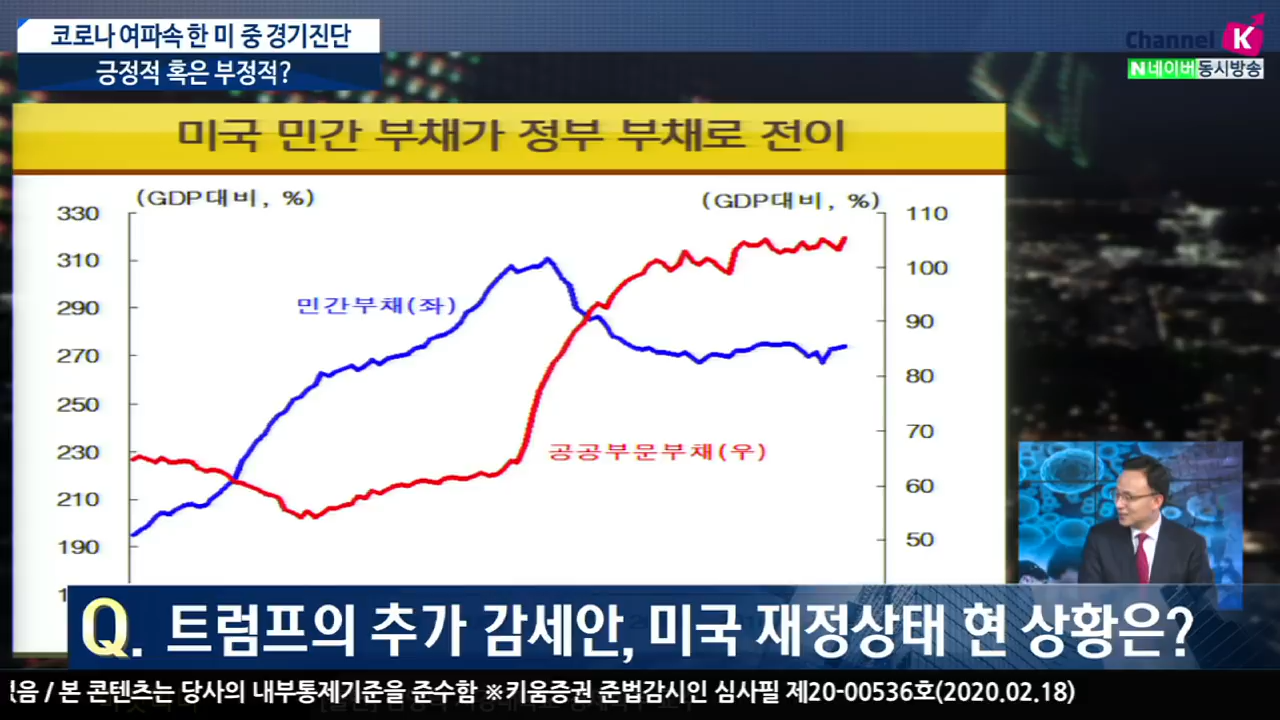 코로나 여파속 한 미 중 경기진단
긍정적 혹은 부정적?
Channel K
N네이버 동시방송
미국 민간 부채가 정부 부채로 전이
(GDP대비, %)
(GDP대비, %)
330
310
290
270
250
230
210
190
110
100
90
80
70
60
50
민간부채(좌)
공공부문부채(우)
Q. 트럼프의 추가 감세안, 미국 재정상태 현 상황은?
/ 본 콘텐츠는 당사의 내부통제기준을 준수함 ※키움증권 준법감시인 심사필 제20-00536호(2020.02.18)